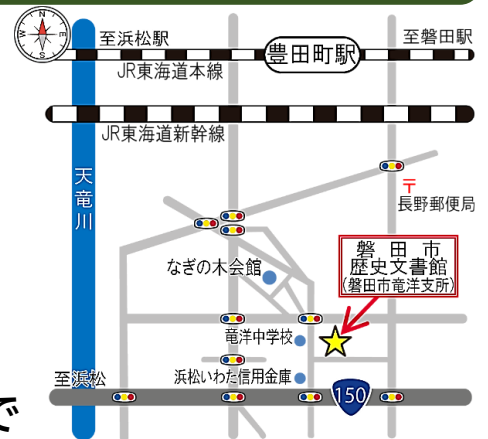 N
E
S
W
至浜松駅
豊田町駅
至磐田駅
JR東海道本線
JR東海道新幹線
天竜川
〒
長野郵便局
磐田市
歴史文書館
(磐田市竜洋支所)
なぎの木会館
竜洋中学校
至浜松
浜松いわた信用金庫
150
で